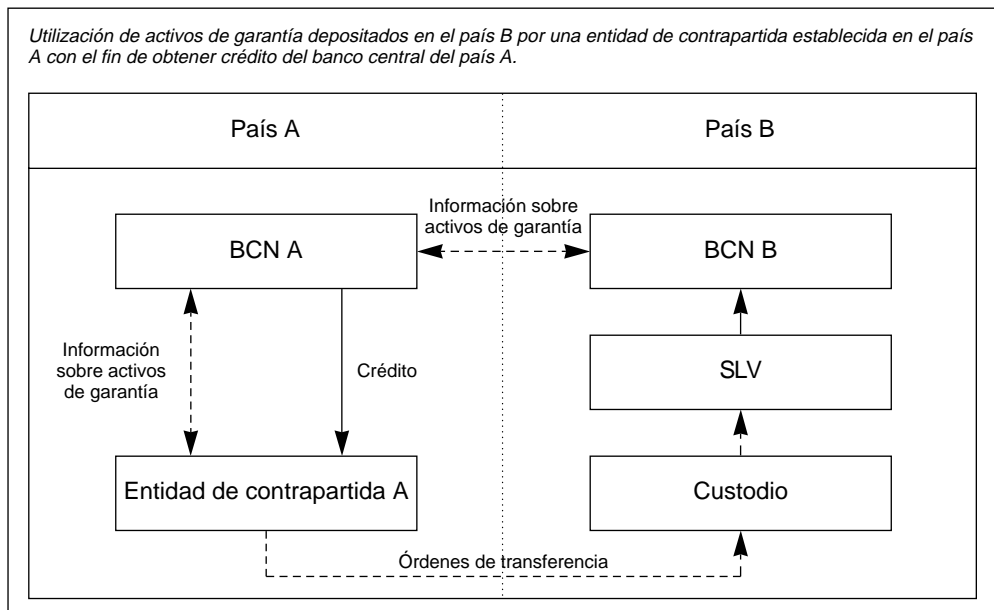 Utilización de activos de garantía depositados en el país B por una entidad de contrapartida establecida en el país
A con el fin de obtener crédito del banco central del país A.
País A
País B
Información sobre
activos de garantía
BCN A
BCN B
Información
sobre activos
de garantía
Crédito
SLV
Entidad de contrapartida A
Custodio
Órdenes de transferencia